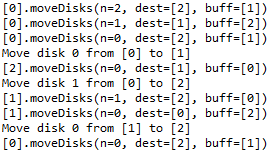 [0].moveDisks(n=2, dest=[2], buff=[1])
[0].moveDisks(n=1, dest=[1], buff=[2])
[0].moveDisks(n=0, dest=[2], buff=[1])
Move disk 0 from [0] to [1]
[2].moveDisks(n=0, dest=[1], buff=[0])
Move disk 1 from [0] to [2]
[1].moveDisks(n=1, dest=[2], buff=[0])
[1].moveDisks(n=0, dest=[0], buff=[2])
Move disk 0 from [1] to [2]
[0].moveDisks(n=0, dest=[2], buff=[1])